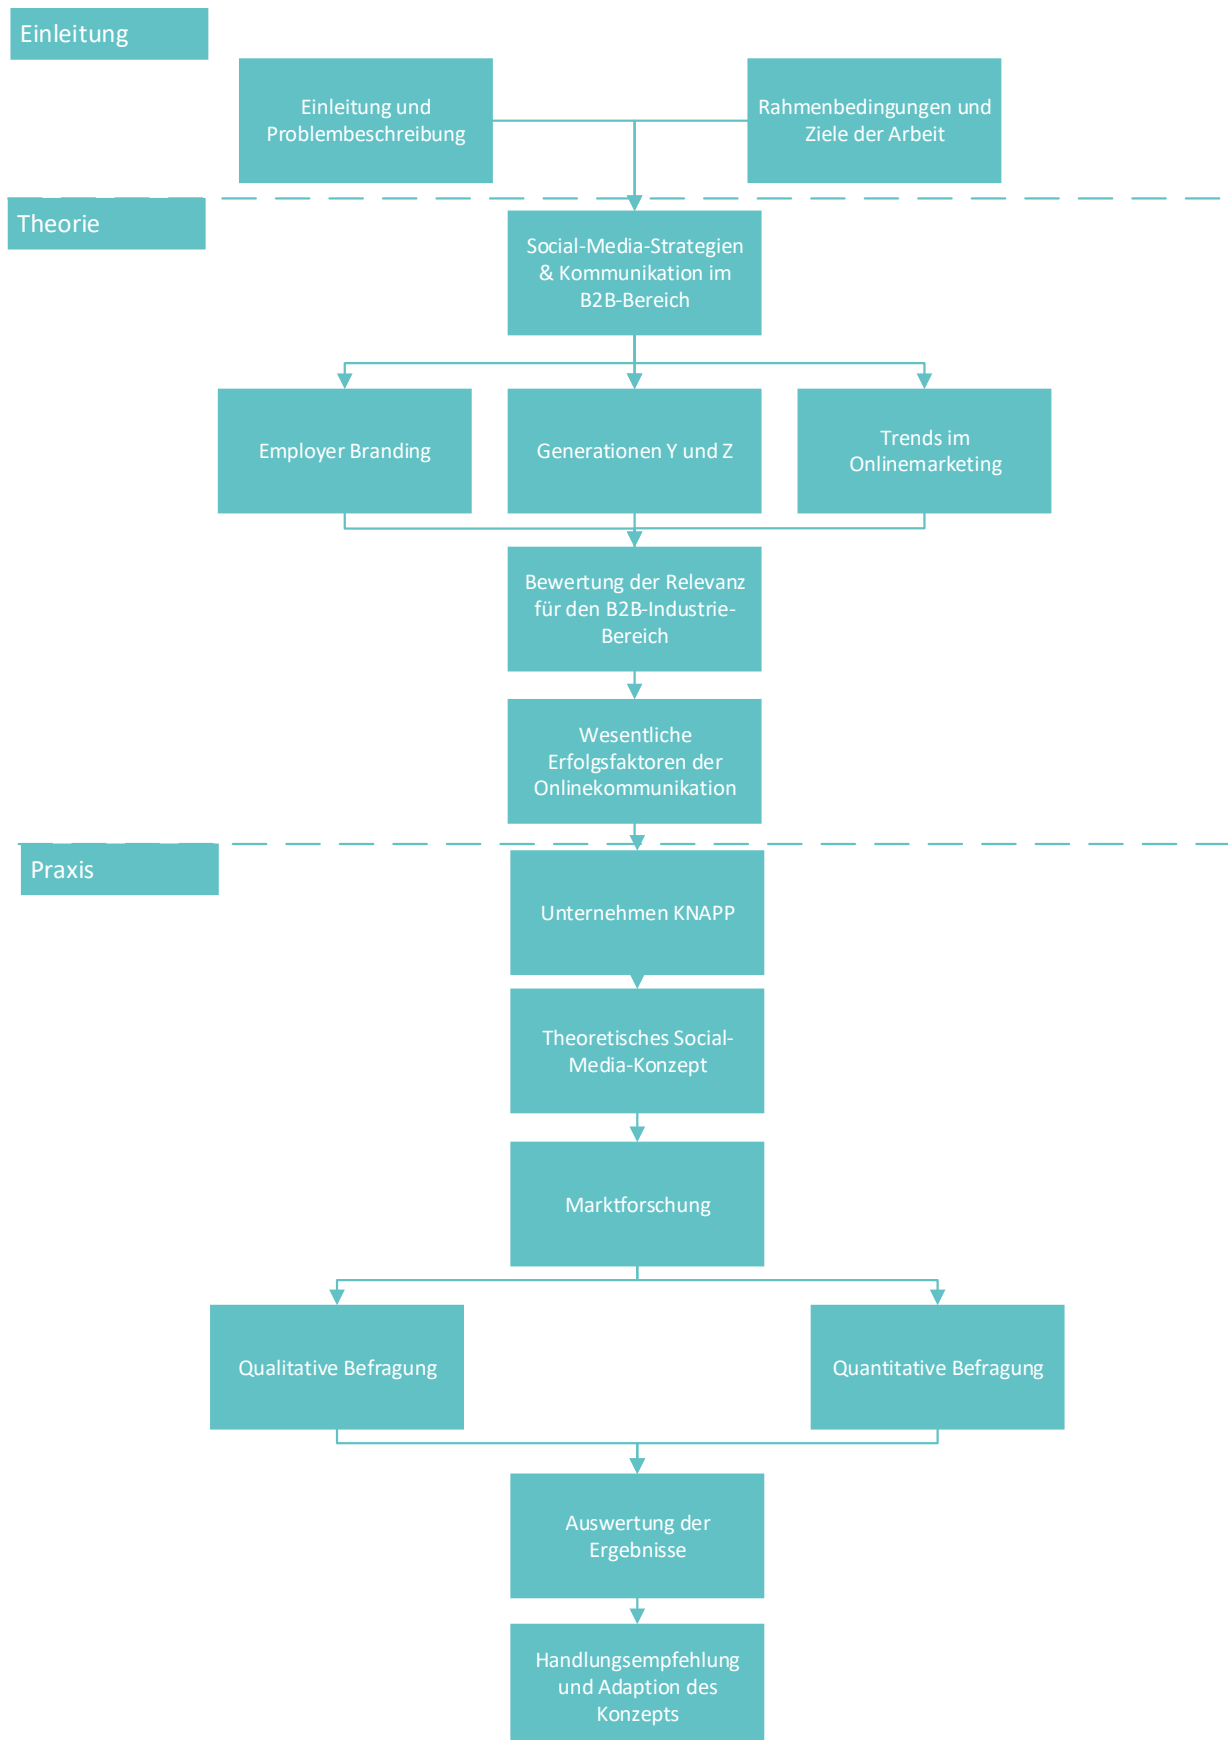 Einleitung
Einleitung und
Problembeschreibung
Rahmenbedingungen und
Ziele der Arbeit
Theorie
Social-Media-Strategien
& Kommunikation im
B2B-Bereich
Employer Branding
Generationen Y und Z
Trends im
Onlinemarketing
Bewertung der Relevanz
für den B2B-Industrie-
Bereich
Wesentliche
Erfolgsfaktoren der
Onlinekommunikation
Praxis
Unternehmen KNAPP
Theoretisches Social-
Media-Konzept
Marktforschung
Qualitative Befragung
Quantitative Befragung
Auswertung der
Ergebnisse
Handlungsempfehlung
und Adaption des
Konzepts